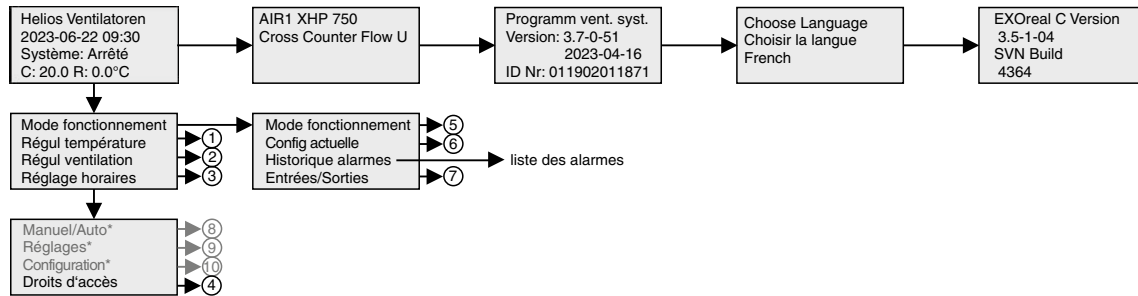 Helios Ventilatoren
2023-06-22 09:30
Système: Arrêté
C: 20.0 R: 0.0°C
AIR1 XHP 750
Cross Counter Flow U
Programm vent. syst.
Version: 3.7-0-51
2023-04-16
ID Nr: 011902011871
Choose Language
Choisir la langue
French
EXOreal C Version
3.5-1-04
SVN Build
4364
Mode fonctionnement
Régul température 1
Régul ventilation 2
Réglage horaires 3
Mode fonctionnement 5
Config actuelle 6
Historique alarmes liste des alarmes
Entrées/Sorties 7
Manuel/Auto* 8
Réglages* 9
Configuration* 10
Droits d‘accès 4